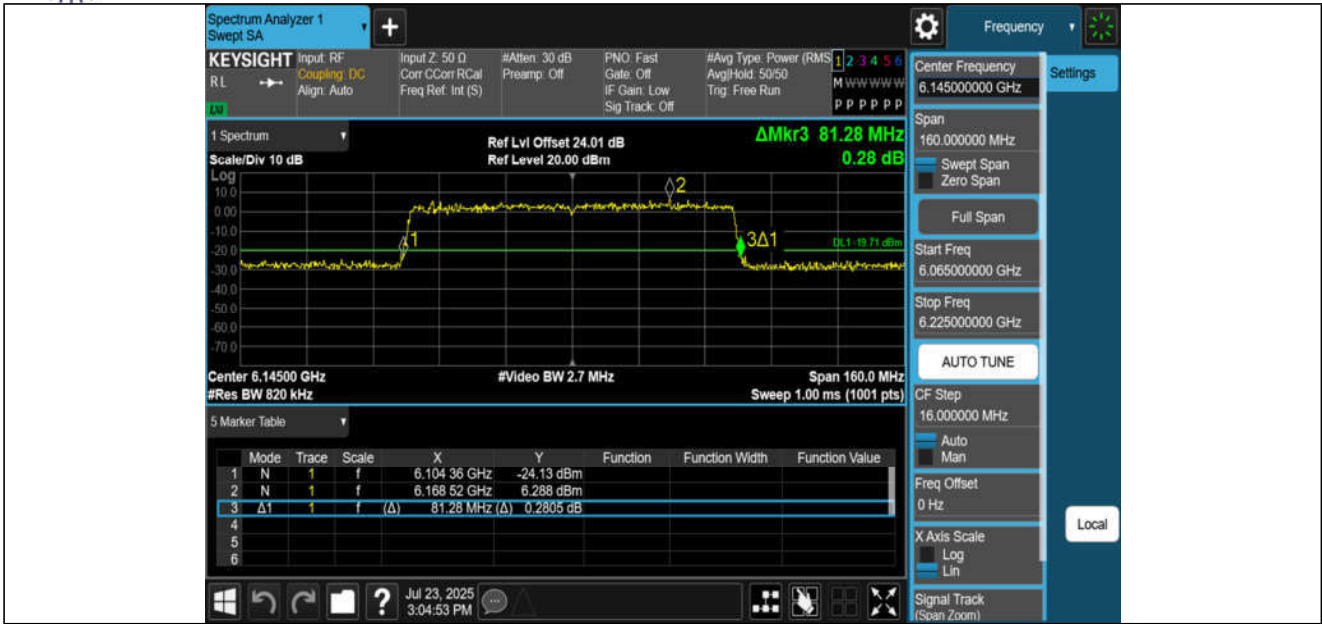 Spectrum Analyzer 1
Swept SA
+
Frequency
KEYSIGHT
RL
LXI
Input: RF
Coupling: DC
Align: Auto
Input Z: 50 Ω
Corr CCorr RCal
Freq Ref: Int (S)
#Atten: 30 dB
Preamp: Off
PNO: Fast
Gate: Off
IF Gain: Low
Sig Track: Off
#Avg Type: Power (RMS
Avg|Hold: 50/50
Trig: Free Run
1 2 3 4 5 6
M W W W W W
P P P P P P
1 Spectrum
Scale/Div 10 dB
Ref Lvl Offset 24.01 dB
Ref Level 20.00 dBm
ΔMkr3 81.28 MHz
0.28 dB
Log
10.0
0.00
-10.0
-20.0
-30.0
-40.0
-50.0
-60.0
-70.0
1
2
3Δ1
DL1 -19.71 dBm
Center 6.14500 GHz
#Video BW 2.7 MHz
Span 160.0 MHz
#Res BW 820 kHz
Sweep 1.00 ms (1001 pts)
5 Marker Table
Mode Trace Scale X Y Function Function Width Function Value
1 N 1 f 6.104 36 GHz -24.13 dBm
2 N 1 f 6.168 52 GHz 6.288 dBm
3 Δ1 1 f (Δ) 81.28 MHz (Δ) 0.2805 dB
4
5
6
?
Jul 23, 2025
3:04:53 PM
Center Frequency
6.145000000 GHz
Settings
Span
160.000000 MHz
Swept Span
Zero Span
Full Span
Start Freq
6.065000000 GHz
Stop Freq
6.225000000 GHz
AUTO TUNE
CF Step
16.000000 MHz
Auto
Man
Freq Offset
0 Hz
X Axis Scale
Log
Lin
Local
Signal Track
(Span Zoom)